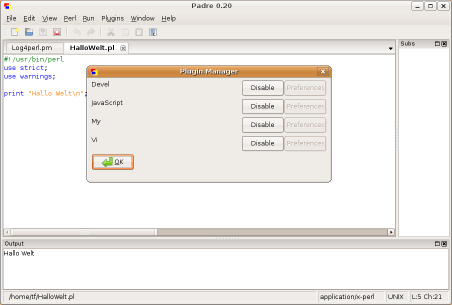 Padre 0.20
File Edit View Perl Run Plugins Window Help
Log4perl.pm HalloWelt.pl
Subs
#!/usr/bin/perl
use strict;
use warnings;
print "Hallo Welt\n";
Plugin Manager
Devel Disable Preferences
JavaScript Disable Preferences
My Disable Preferences
Vi Disable Preferences
OK
Output
Hallo Welt
/home/tf/HalloWelt.pl application/x-perl UNIX L:5 Ch:21